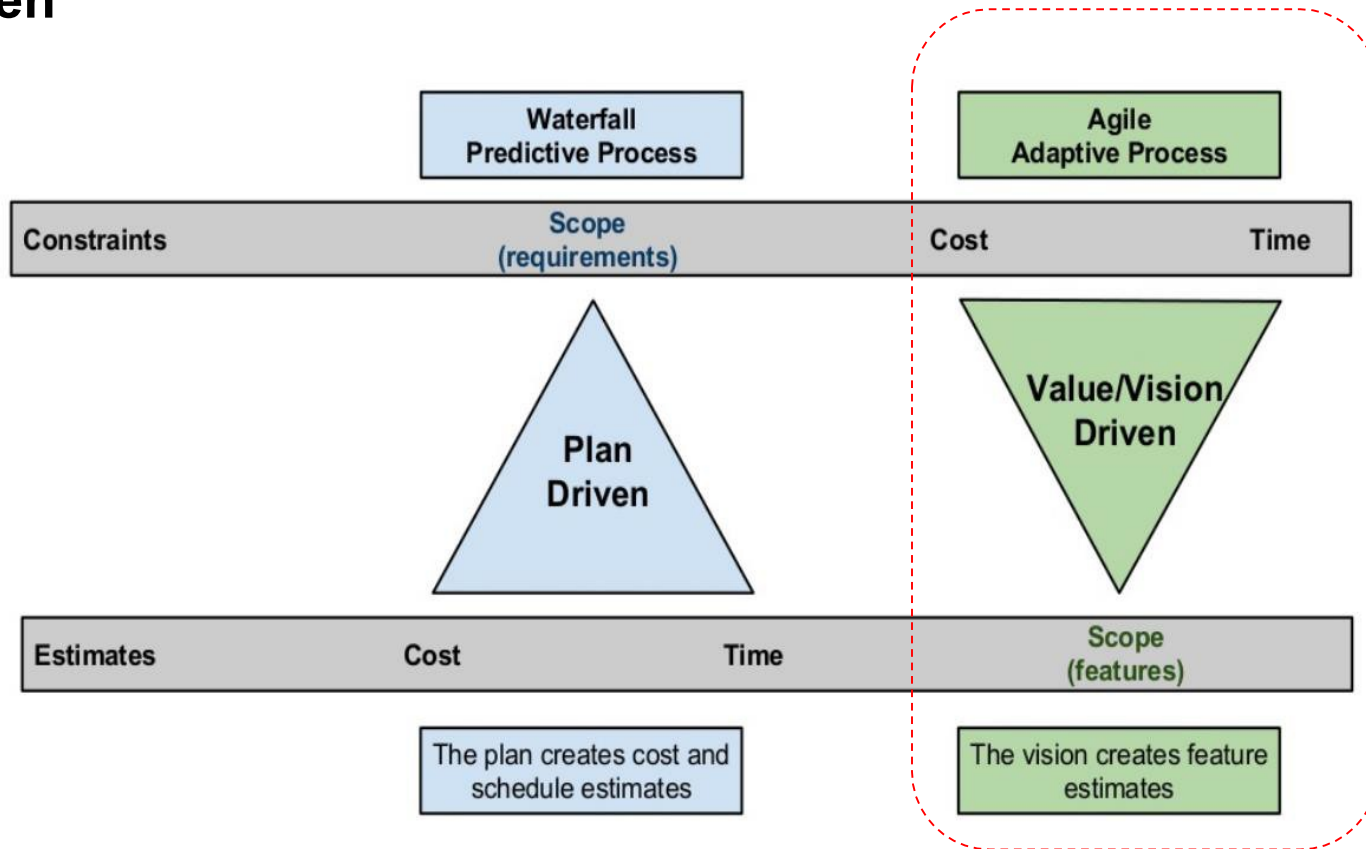 en
Waterfall
Predictive Process
Agile
Adaptive Process
Constraints
Scope
(requirements)
Cost
Time
Plan
Driven
Value/Vision
Driven
Estimates
Cost
Time
Scope
(features)
The plan creates cost and
schedule estimates
The vision creates feature
estimates